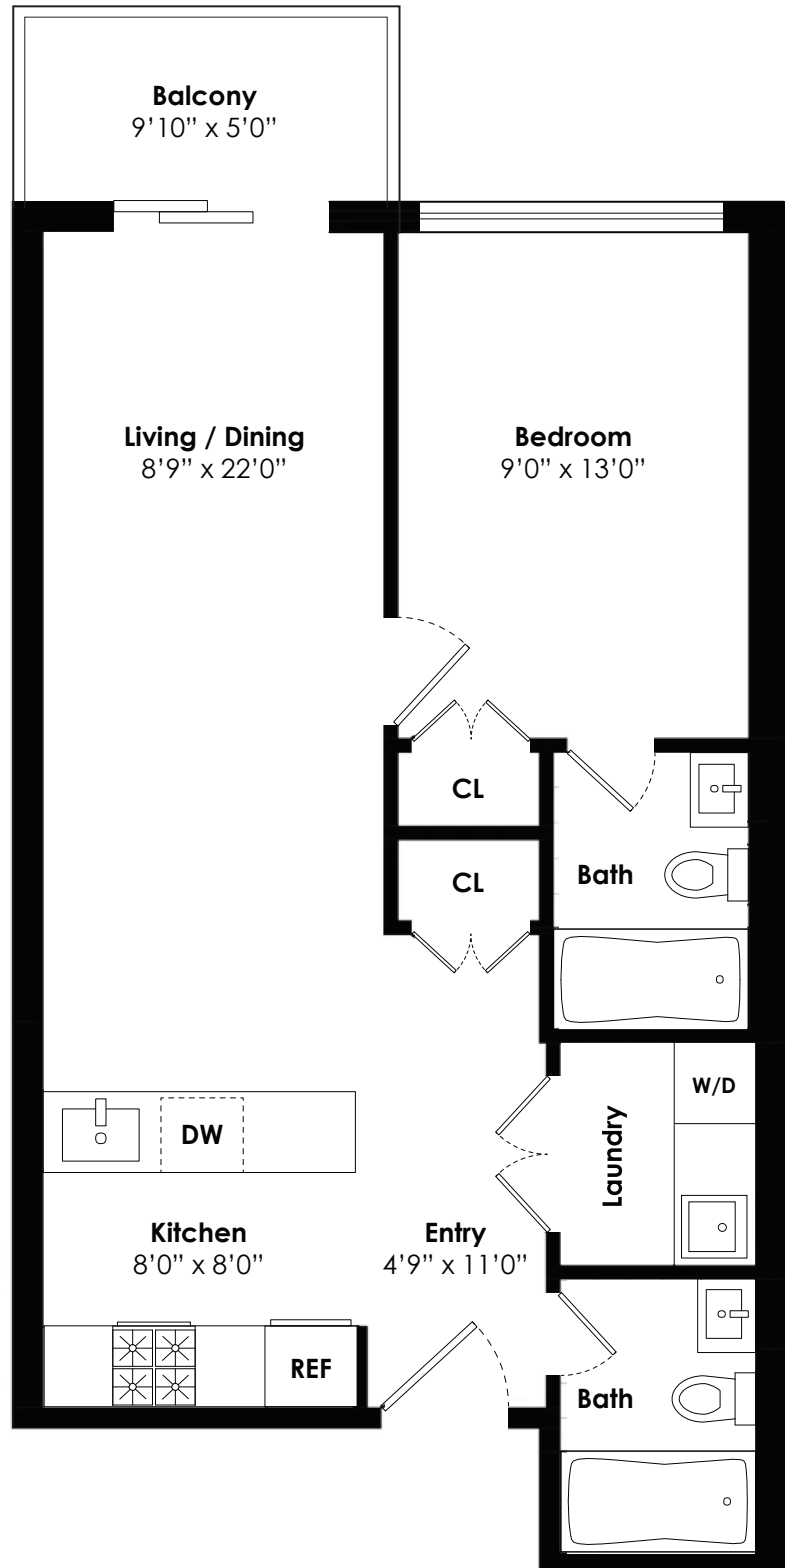 Balcony
9’10” x 5’0”
Living / Dining
8’9” x 22’0”
Bedroom
9’0” x 13’0”
CL
CL
Bath
W/D
Laundry
DW
Kitchen
8’0” x 8’0”
Entry
4’9” x 11’0”
REF
Bath